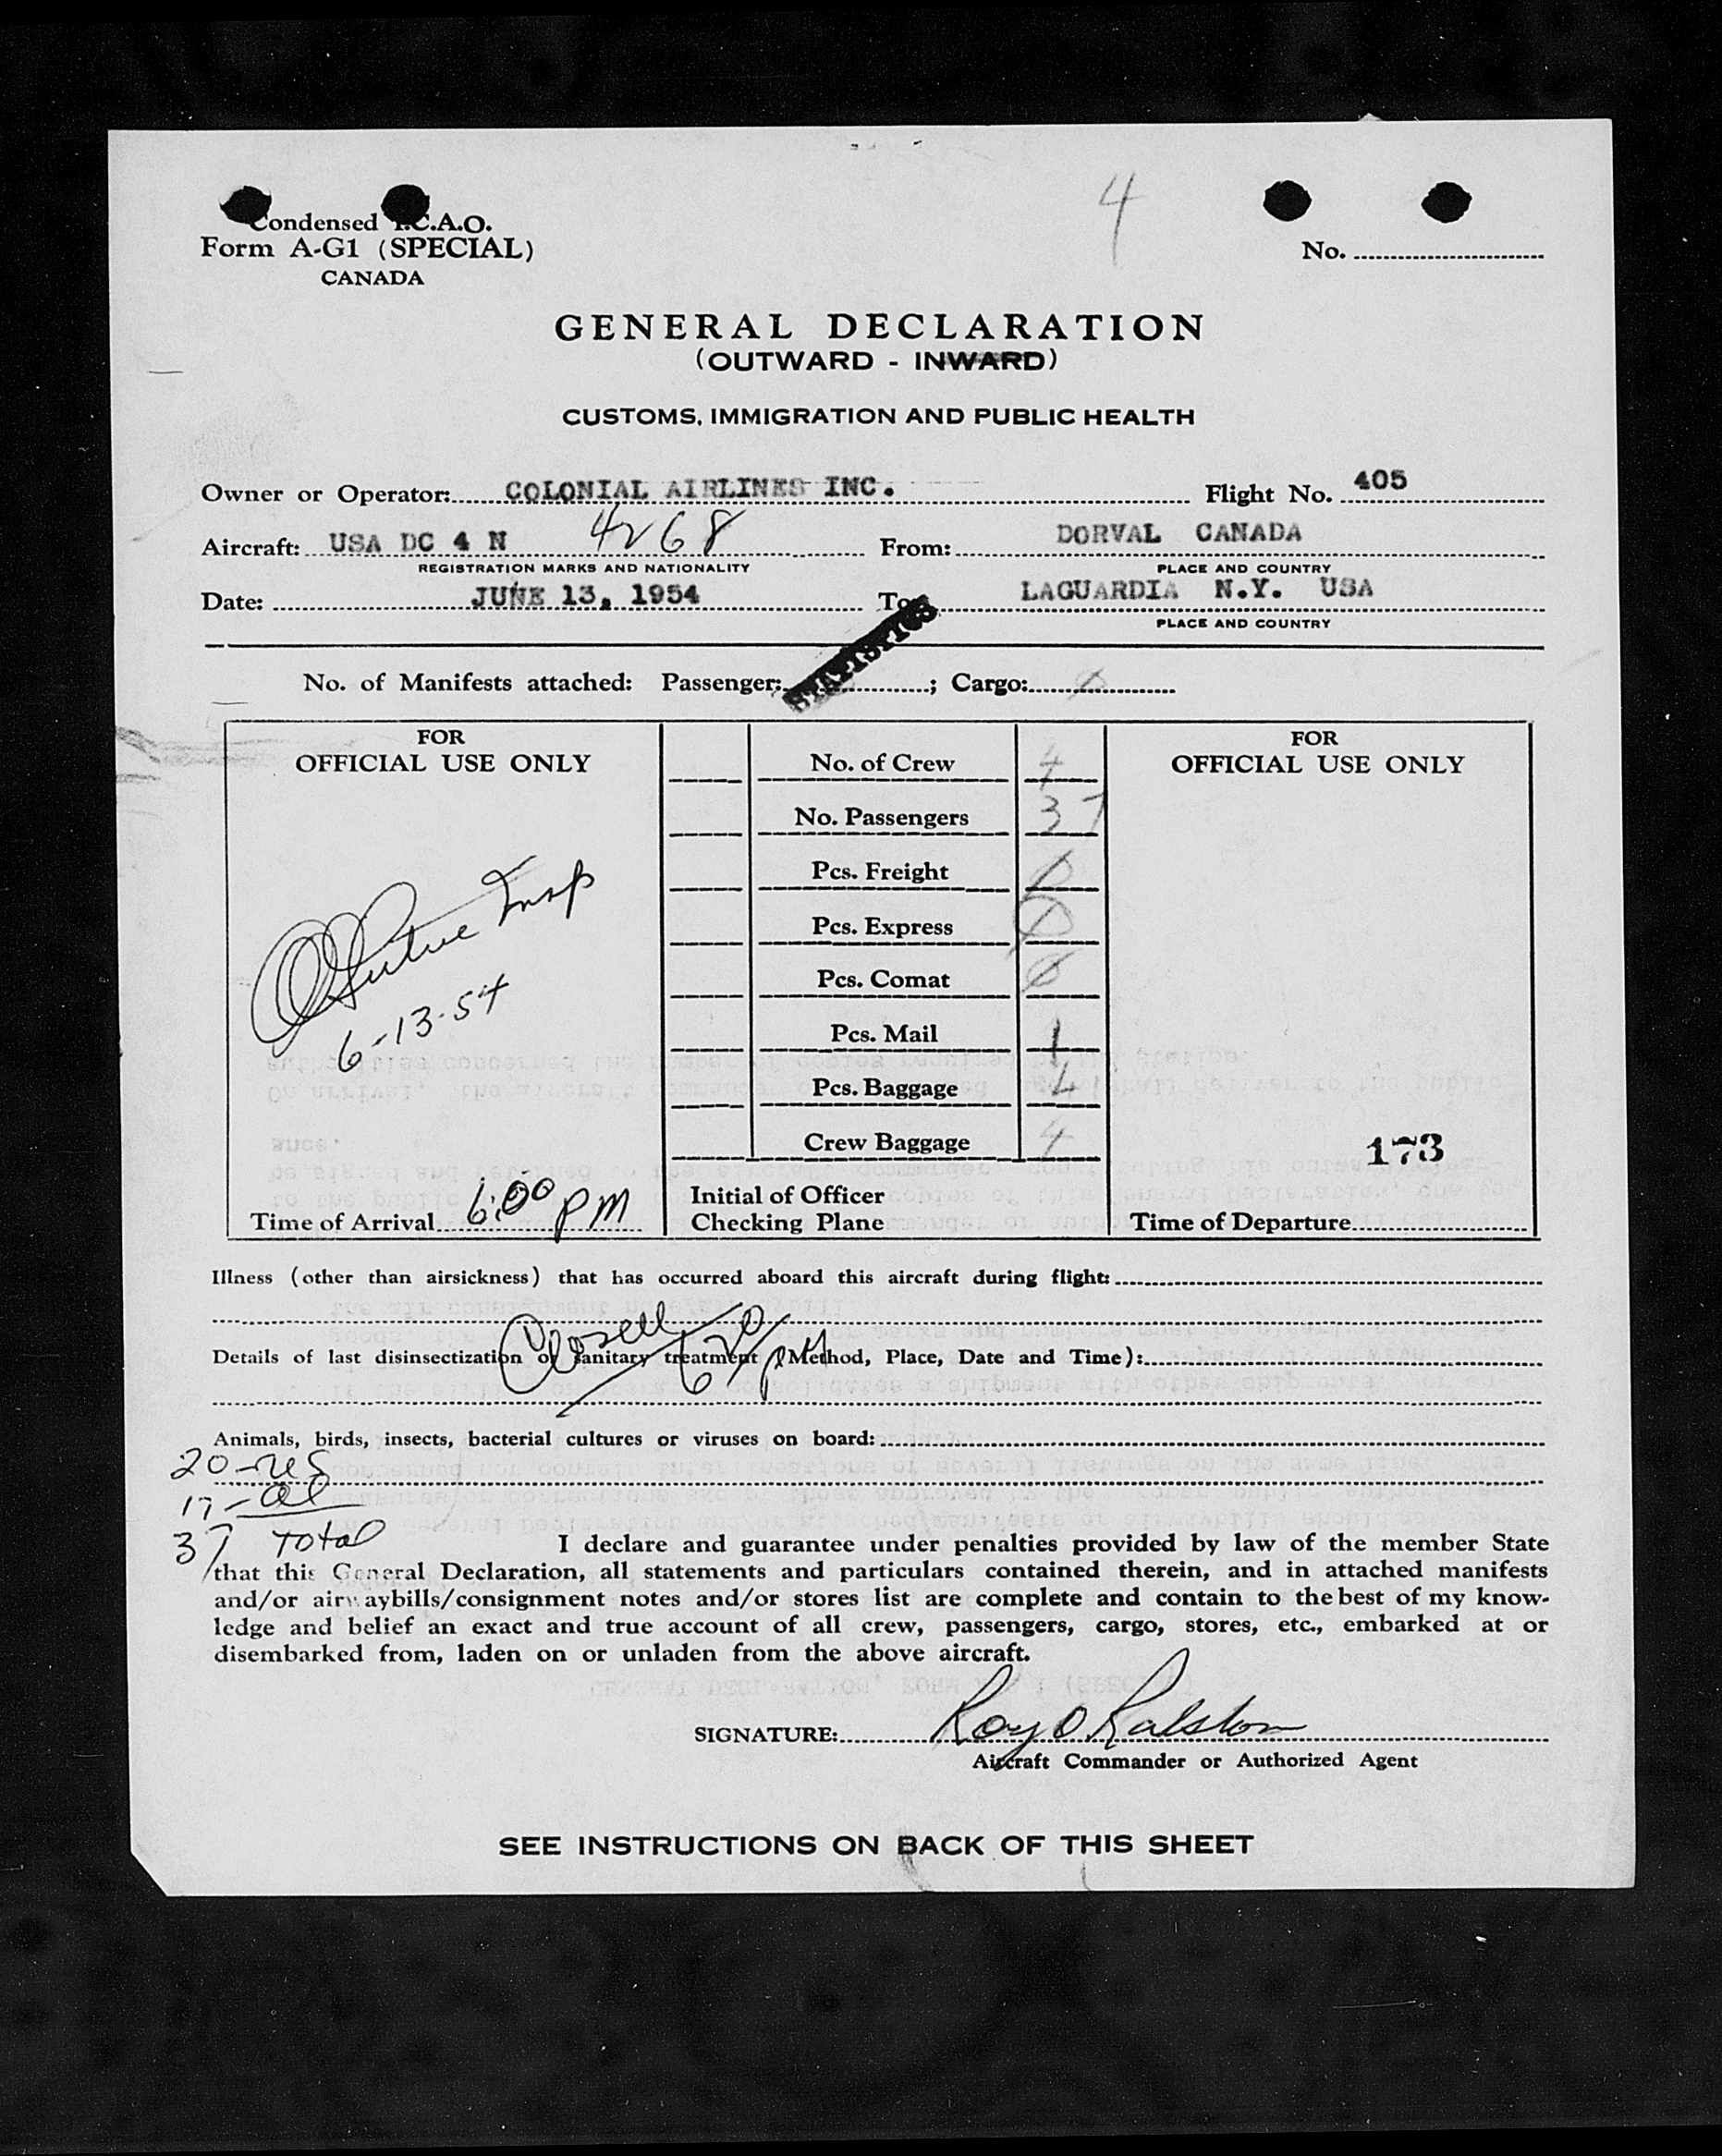 4
Condensed I.C.A.O.
Form A-G1 (SPECIAL)
CANADA
No.
GENERAL DECLARATION
(OUTWARD - INWARD)
CUSTOMS, IMMIGRATION AND PUBLIC HEALTH
Owner or Operator: COLONIAL AIRLINES INC. Flight No. 405
Aircraft: USA DC 4 N 4268 From: DORVAL CANADA
REGISTRATION MARKS AND NATIONALITY PLACE AND COUNTRY
Date: JUNE 13, 1954 To: LAGUARDIA N.Y. USA
PLACE AND COUNTRY
STATISTICS
No. of Manifests attached: Passenger: ; Cargo: 0
FOR
OFFICIAL USE ONLY
Insp
6-13-54
Time of Arrival 6:00 PM
No. of Crew 4
No. Passengers 37
Pcs. Freight 0
Pcs. Express 0
Pcs. Comat 0
Pcs. Mail 1
Pcs. Baggage
Crew Baggage 4
Initial of Officer
Checking Plane
FOR
OFFICIAL USE ONLY
173
Time of Departure
Illness (other than airsickness) that has occurred aboard this aircraft during flight:
620 PM
Details of last disinsectization or sanitary treatment (Method, Place, Date and Time):
Animals, birds, insects, bacterial cultures or viruses on board:
20-US
17-al
37 Total
I declare and guarantee under penalties provided by law of the member State
that this General Declaration, all statements and particulars contained therein, and in attached manifests
and/or airwaybills/consignment notes and/or stores list are complete and contain to the best of my know-
ledge and belief an exact and true account of all crew, passengers, cargo, stores, etc., embarked at or
disembarked from, laden on or unladen from the above aircraft.
SIGNATURE: Roy O Ralston
Aircraft Commander or Authorized Agent
SEE INSTRUCTIONS ON BACK OF THIS SHEET